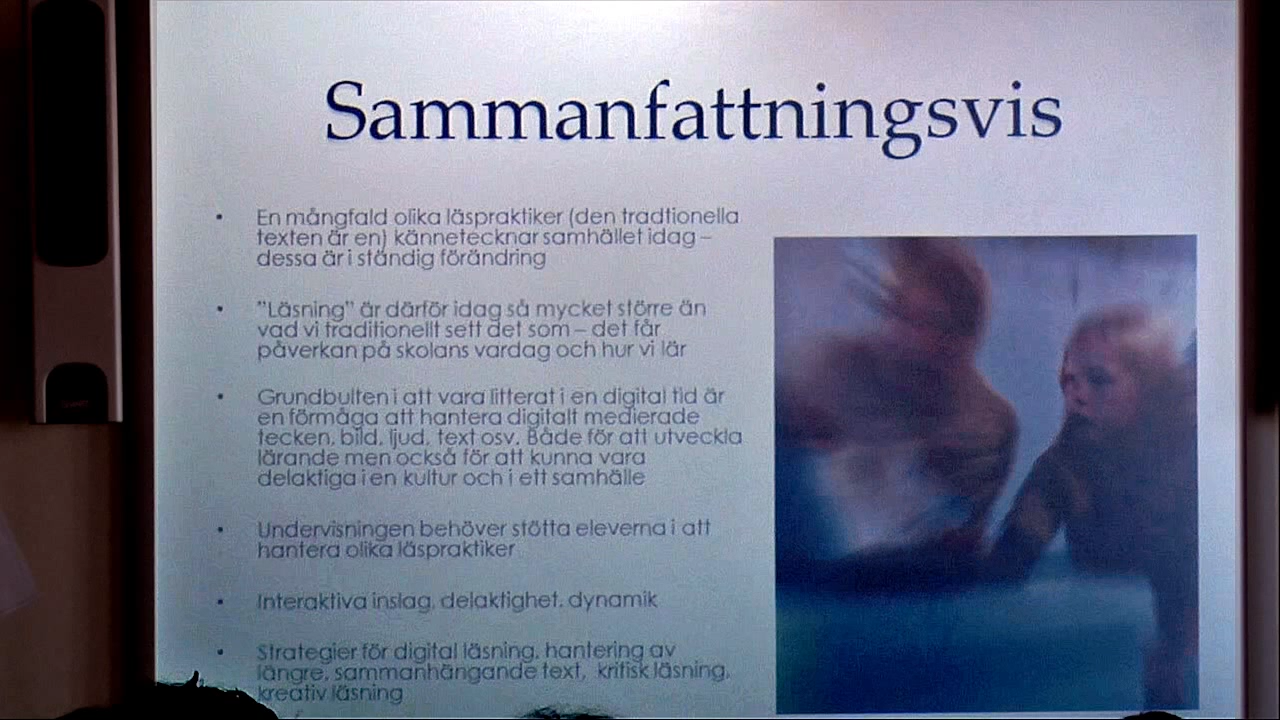 Sammanfattningsvis
• En mångfald olika läspraktiker (den tradtionella
texten är en) kännetecknar samhället idag –
dessa är i ständig förändring
• "Läsning" är därför idag så mycket större än
vad vi traditionellt sett det som – det får
påverkan på skolans vardag och hur vi lär
• Grundbulten i att vara litterat i en digital tid är
en förmåga att hantera digitalt medierade
tecken, bild, ljud, text osv. Både för att utveckla
lärande men också för att kunna vara
delaktiga i en kultur och i ett samhälle
• Undervisningen behöver stötta eleverna i att
hantera olika läspraktiker
• Interaktiva inslag, delaktighet, dynamik
• Strategier för digital läsning, hantering av
längre, sammanhängande text, kritisk läsning,
kreativ läsning